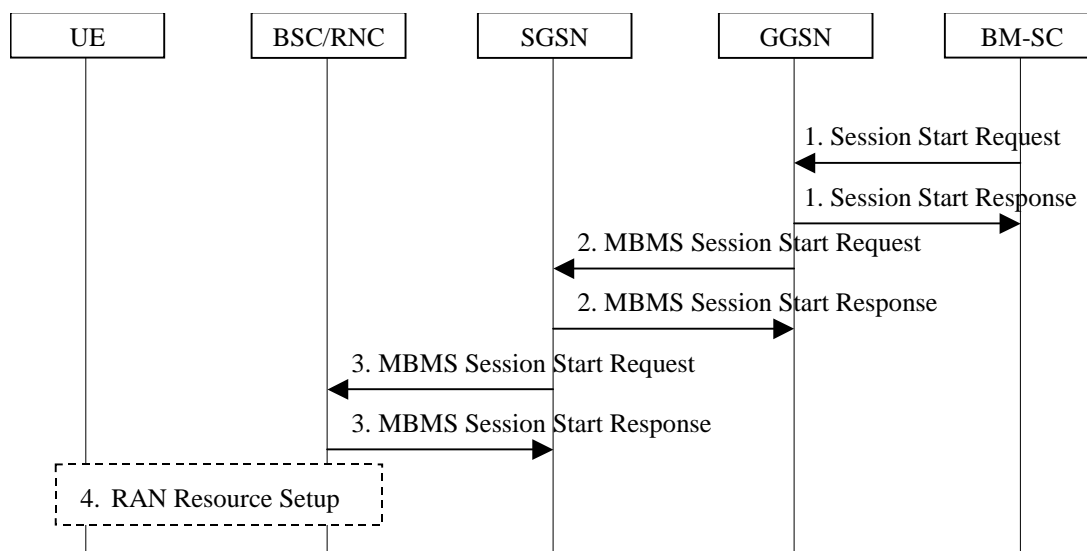 UE
BSC/RNC
SGSN
GGSN
BM-SC
1. Session Start Request
1. Session Start Response
2. MBMS Session Start Request
2. MBMS Session Start Response
3. MBMS Session Start Request
3. MBMS Session Start Response
4. RAN Resource Setup